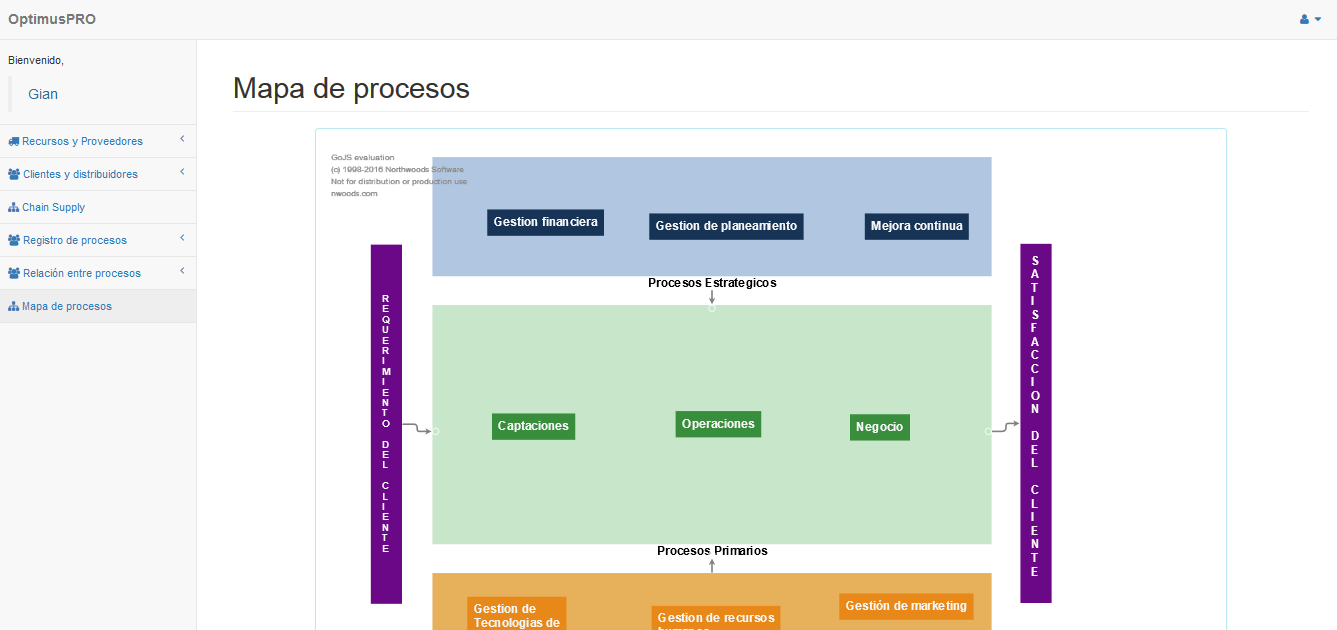 OptimusPRO
Bienvenido,
Gian
Recursos y Proveedores
Clientes y distribuidores
Chain Supply
Registro de procesos
Relación entre procesos
Mapa de procesos
Mapa de procesos
GoJS evaluation
(c) 1998-2016 Northwoods Software
Not for distribution or production use
nwoods.com
Gestion financiera
Gestion de planeamiento
Mejora continua
Procesos Estrategicos
REQUERIMIENTO DEL CLIENTE
Captaciones
Operaciones
Negocio
SATISFACCION DEL CLIENTE
Procesos Primarios
Gestion de
Tecnologias de
Gestion de recursos
Gestión de marketing